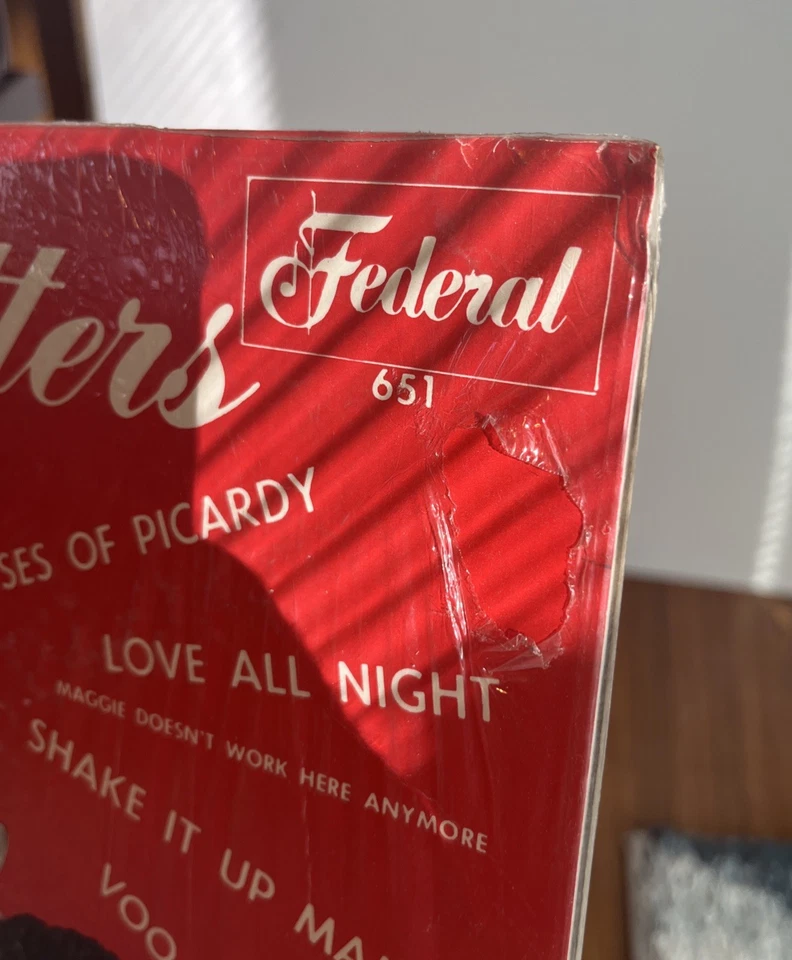 Federal
651
tters
SES OF PICARDY
LOVE ALL NIGHT
MAGGIE DOESN'T WORK HERE ANYMORE
SHAKE IT UP MA
VOO